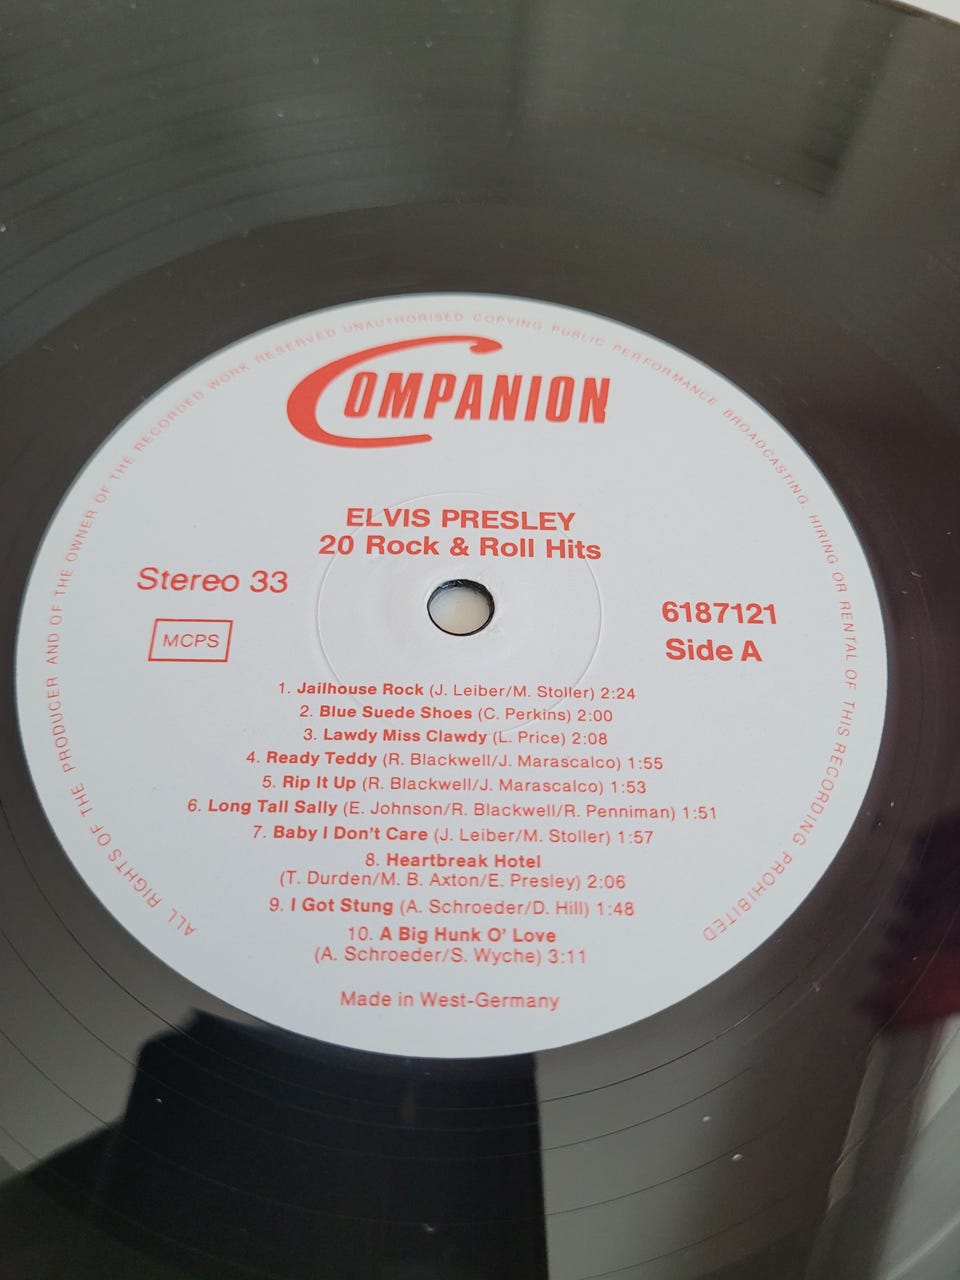 ALL RIGHTS OF THE PRODUCER AND OF THE OWNER OF THE RECORDED WORK RESERVED UNAUTHORISED COPYING PUBLIC PERFORMANCE BROADCASTING. HIRING OR RENTAL OF THIS RECORDING PROHIBITED
COMPANION
ELVIS PRESLEY
20 Rock & Roll Hits
Stereo 33
MCPS
6187121
Side A
1. Jailhouse Rock (J. Leiber/M. Stoller) 2:24
2. Blue Suede Shoes (C. Perkins) 2:00
3. Lawdy Miss Clawdy (L. Price) 2:08
4. Ready Teddy (R. Blackwell/J. Marascalco) 1:55
5. Rip It Up (R. Blackwell/J. Marascalco) 1:53
6. Long Tall Sally (E. Johnson/R. Blackwell/R. Penniman) 1:51
7. Baby I Don't Care (J. Leiber/M. Stoller) 1:57
8. Heartbreak Hotel
(T. Durden/M. B. Axton/E. Presley) 2:06
9. I Got Stung (A. Schroeder/D. Hill) 1:48
10. A Big Hunk O' Love
(A. Schroeder/S. Wyche) 3:11
Made in West-Germany